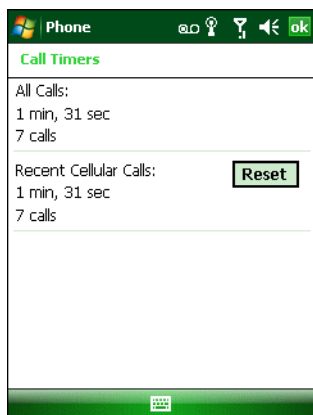 Phone
ok
Call Timers
All Calls:
1 min, 31 sec
7 calls
Recent Cellular Calls:
Reset
1 min, 31 sec
7 calls